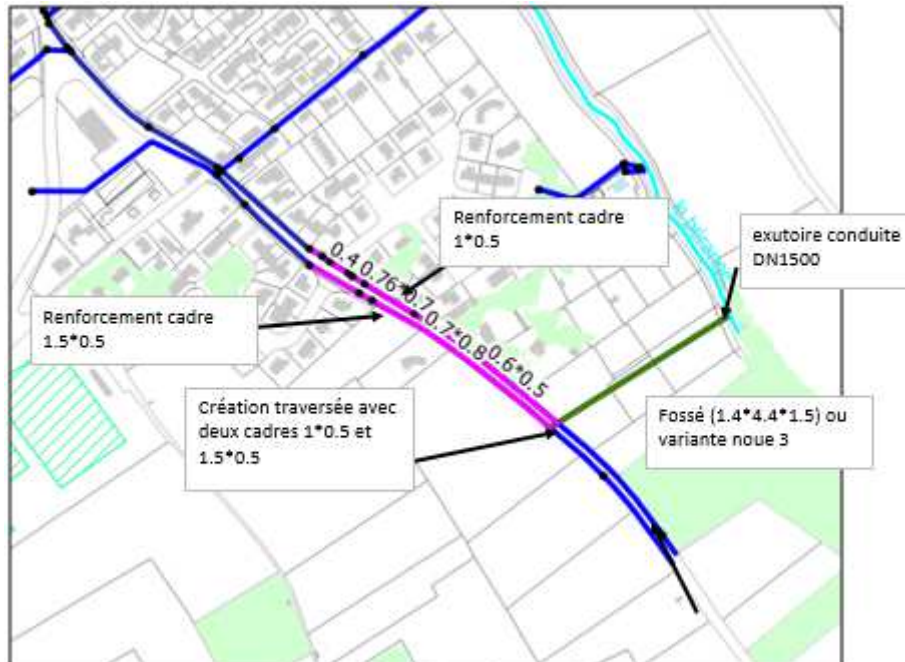 Renforcement cadre
1*0.5
exutoire conduite
DN1500
0.4
0.76*0.7
0.7*0.8
0.6*0.5
Renforcement cadre
1.5*0.5
Création traversée avec
deux cadres 1*0.5 et
1.5*0.5
Fossé (1.4*4.4*1.5) ou
variante noue 3